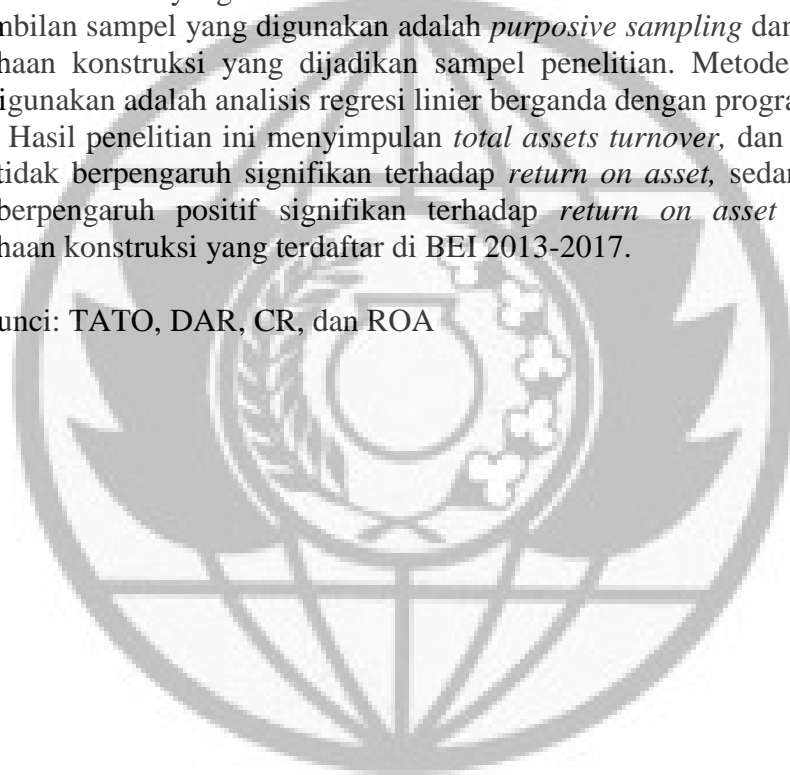 mbilan sampel yang digunakan adalah purposive sampling dan
haan konstruksi yang dijadikan sampel penelitian. Metode
igunakan adalah analisis regresi linier berganda dengan progra
Hasil penelitian ini menyimpulan total assets turnover, dan
tidak berpengaruh signifikan terhadap return on asset, sedan
berpengaruh positif signifikan terhadap return on asset
haan konstruksi yang terdaftar di BEI 2013-2017.
unci: TATO, DAR, CR, dan ROA